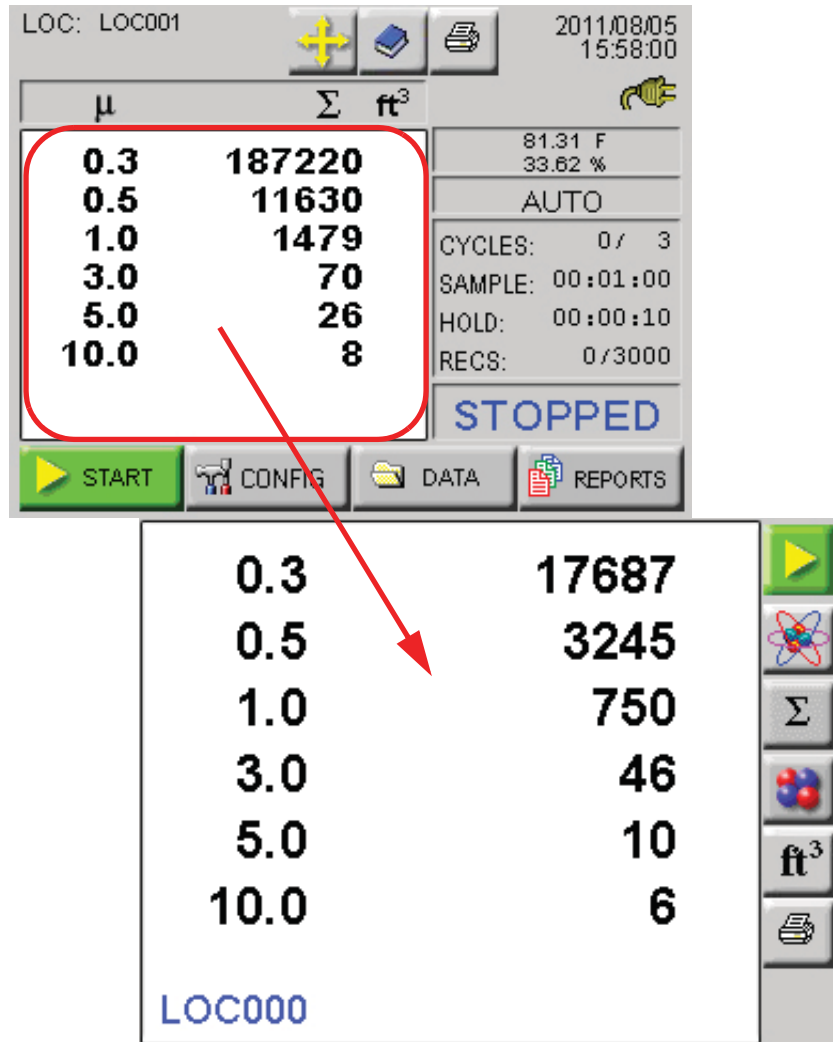 LOC: LOC001
2011/08/05
15:58:00
μ Σ ft³
0.3 187220
0.5 11630
1.0 1479
3.0 70
5.0 26
10.0 8
81.31 F
33.62 %
AUTO
CYCLES: 0/ 3
SAMPLE: 00:01:00
HOLD: 00:00:10
RECS: 0/3000
STOPPED
START CONFIG DATA REPORTS
0.3 17687
0.5 3245
1.0 750
3.0 46
5.0 10
10.0 6
Σ
ft³
LOC000